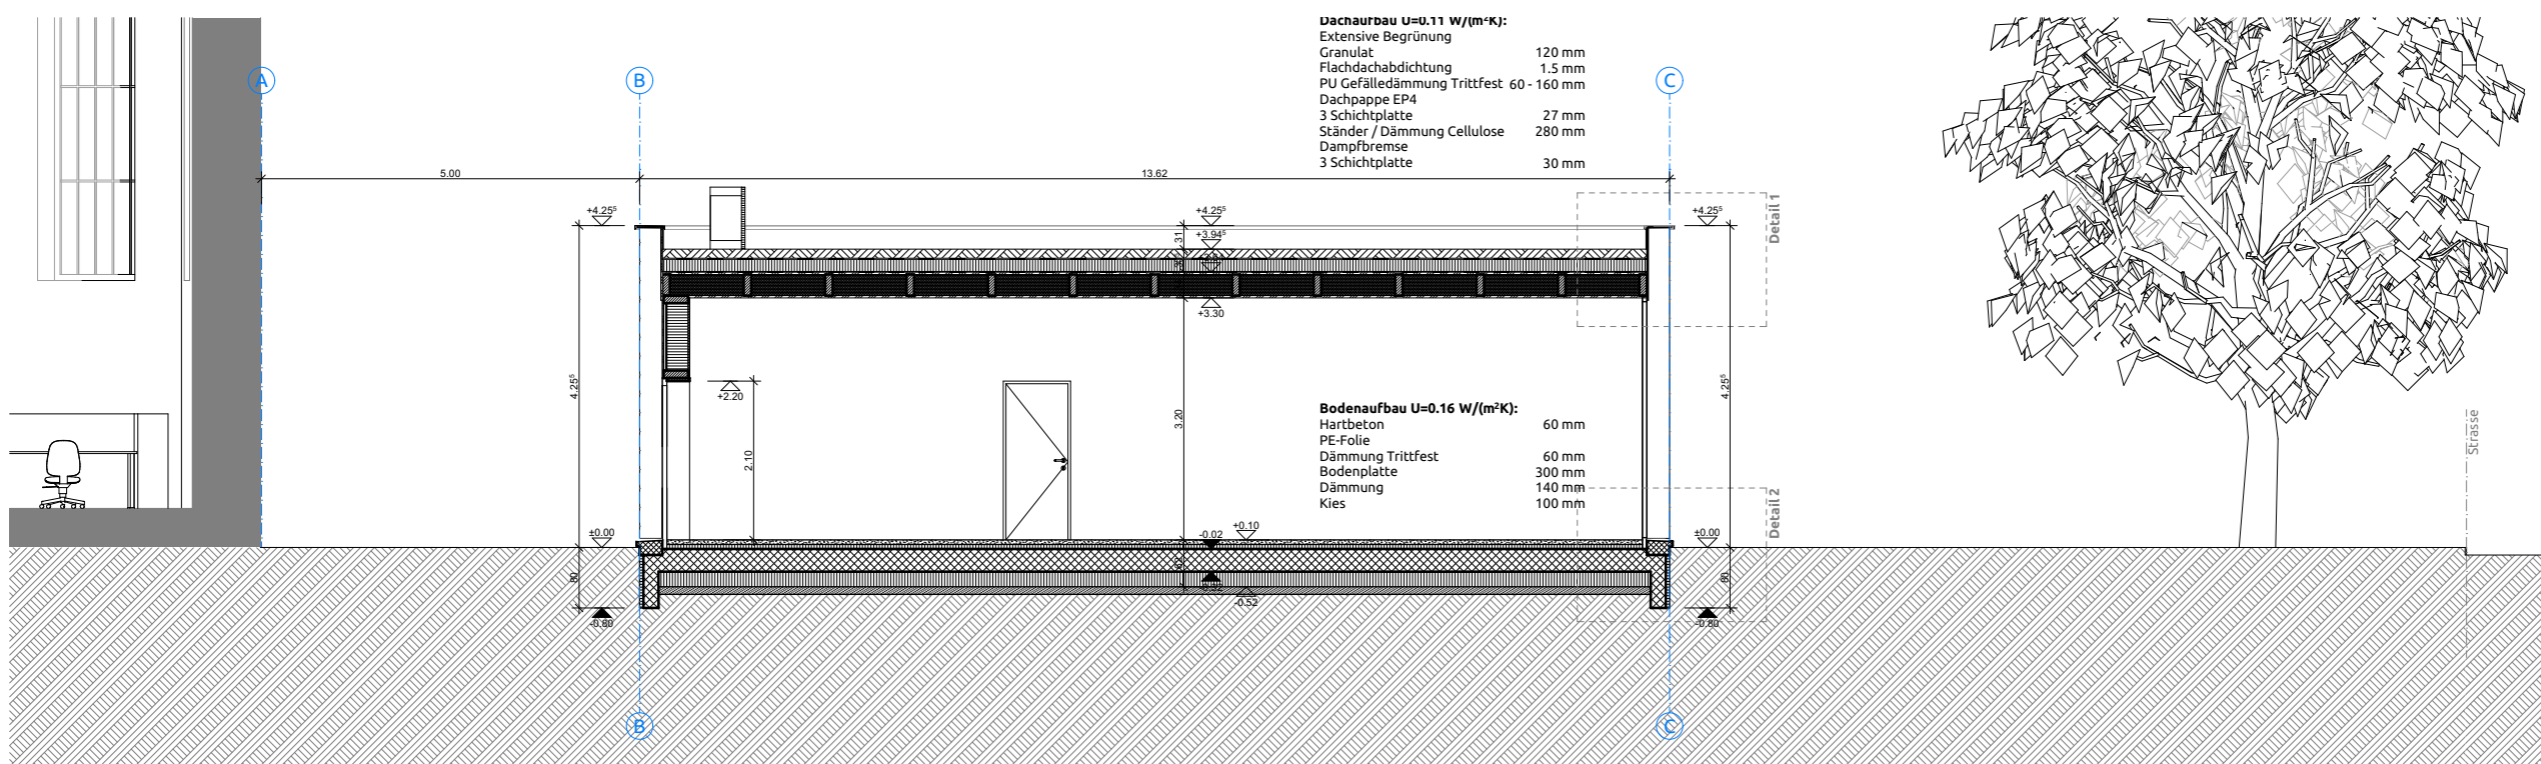 Dachaufbau U=0.11 W/(m²K):
Extensive Begrünung
Granulat 120 mm
Flachdachabdichtung 1.5 mm
PU Gefälledämmung Trittfest 60 - 160 mm
Dachpappe EP4
3 Schichtplatte 27 mm
Ständer / Dämmung Cellulose 280 mm
Dampfbremse
3 Schichtplatte 30 mm
A
B
C
5.00
13.62
+4.25⁵
+4.25⁵
+4.25⁵
31
+3.94⁵
+3.30
Detail 1
4.25⁵
+2.20
2.10
3.20
4.25⁵
Bodenaufbau U=0.16 W/(m²K):
Hartbeton 60 mm
PE-Folie
Dämmung Trittfest 60 mm
Bodenplatte 300 mm
Dämmung 140 mm
Kies 100 mm
Strasse
Detail 2
±0.00
-0.02
+0.10
±0.00
80
-0.32
-0.52
80
-0.80
-0.80
B
C